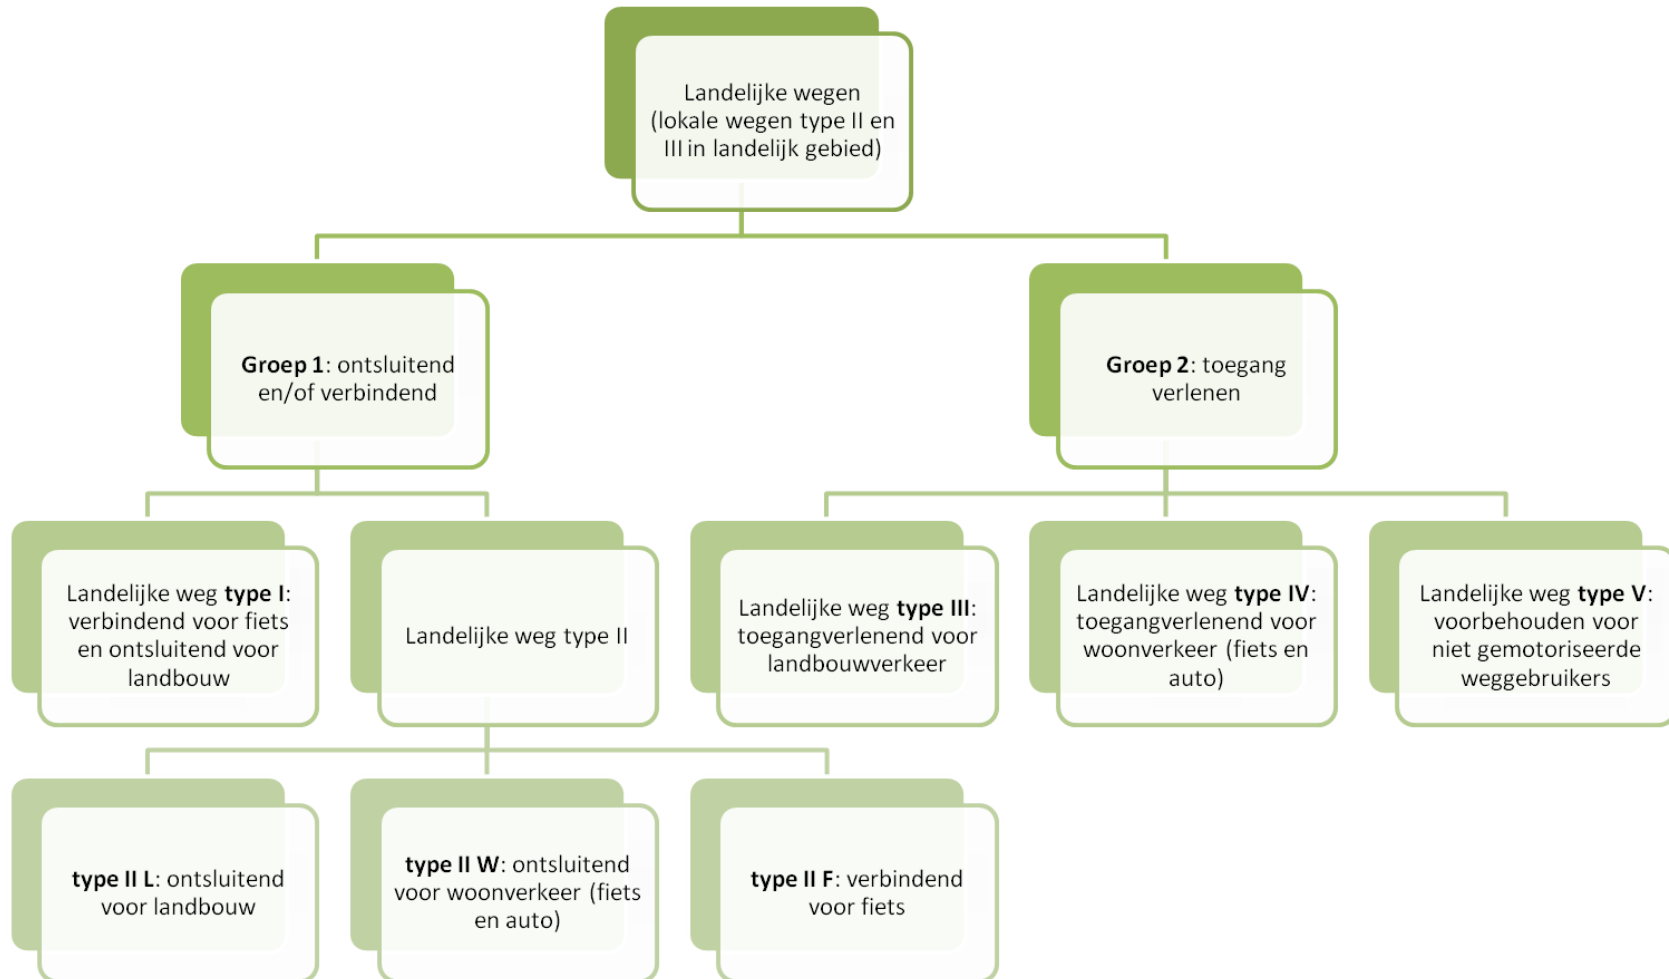 Landelijke wegen
(lokale wegen type II en
III in landelijk gebied)
Groep 1: ontsluitend
en/of verbindend
Groep 2: toegang
verlenen
Landelijke weg type I:
verbindend voor fiets
en ontsluitend voor
landbouw
Landelijke weg type II
Landelijke weg type III:
toegangverlenend voor
landbouwverkeer
Landelijke weg type IV:
toegangverlenend voor
woonverkeer (fiets en
auto)
Landelijke weg type V:
voorbehouden voor
niet gemotoriseerde
weggebruikers
type II L: ontsluitend
voor landbouw
type II W: ontsluitend
voor woonverkeer (fiets
en auto)
type II F: verbindend
voor fiets